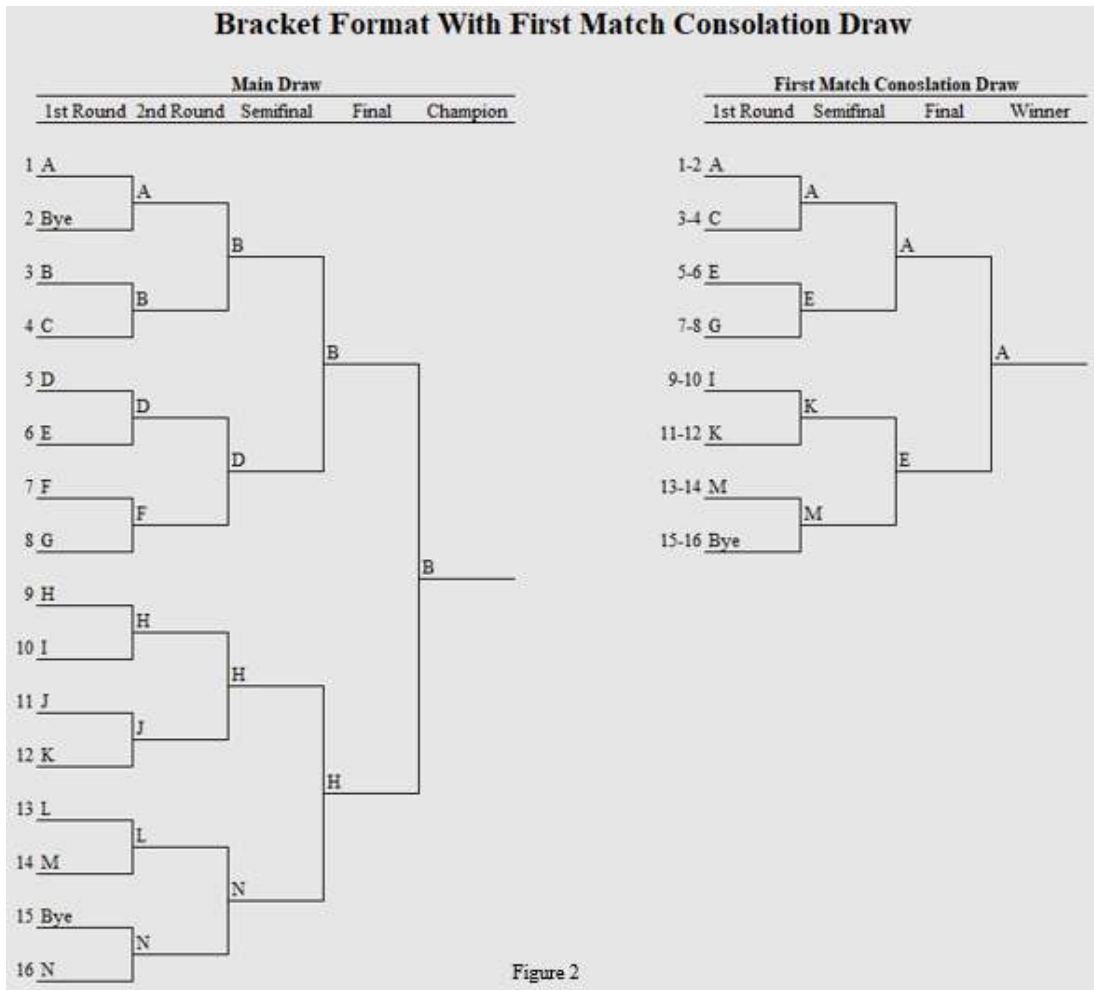 Bracket Format With First Match Consolation Draw
Main Draw
1st Round 2nd Round Semifinal Final Champion
1 A
A
2 Bye
B
3 B
B
4 C
B
5 D
D
6 E
D
7 F
F
8 G
B
9 H
H
10 I
H
11 J
J
12 K
H
13 L
L
14 M
N
15 Bye
N
16 N
First Match Conoslation Draw
1st Round Semifinal Final Winner
1-2 A
A
3-4 C
A
5-6 E
E
7-8 G
A
9-10 I
K
11-12 K
E
13-14 M
M
15-16 Bye
Figure 2